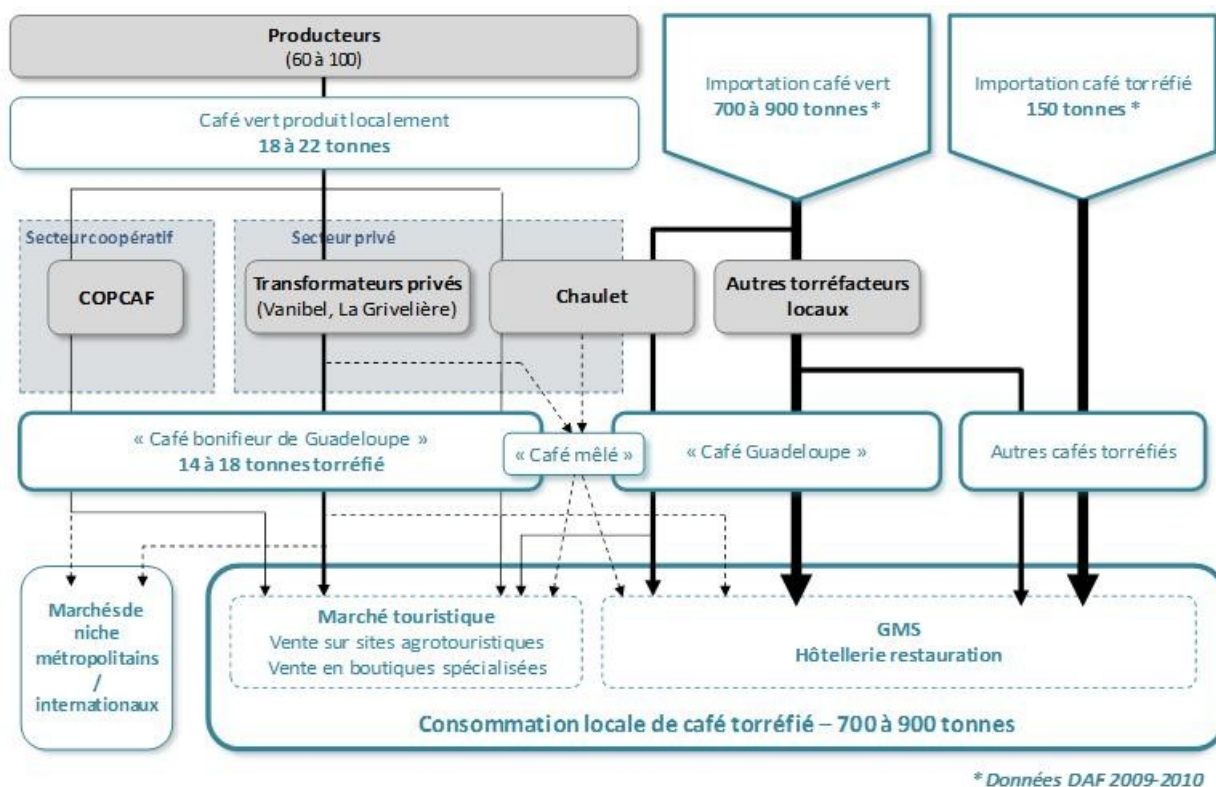 Producteurs
(60 à 100)
Importation café vert
700 à 900 tonnes *
Importation café torréfié
150 tonnes *
Café vert produit localement
18 à 22 tonnes
Secteur coopératif
Secteur privé
COPCAF
Transformateurs privés
(Vanibel, La Grivelière)
Chaulet
Autres torréfacteurs
locaux
« Café bonifieur de Guadeloupe »
14 à 18 tonnes torréfié
« Café mêlé »
« Café Guadeloupe »
Autres cafés torréfiés
Marchés de
niche
métropolitains
/
internationaux
Marché touristique
Vente sur sites agrotouristiques
Vente en boutiques spécialisées
GMS
Hôtellerie restauration
Consommation locale de café torréfié – 700 à 900 tonnes
* Données DAF 2009-2010